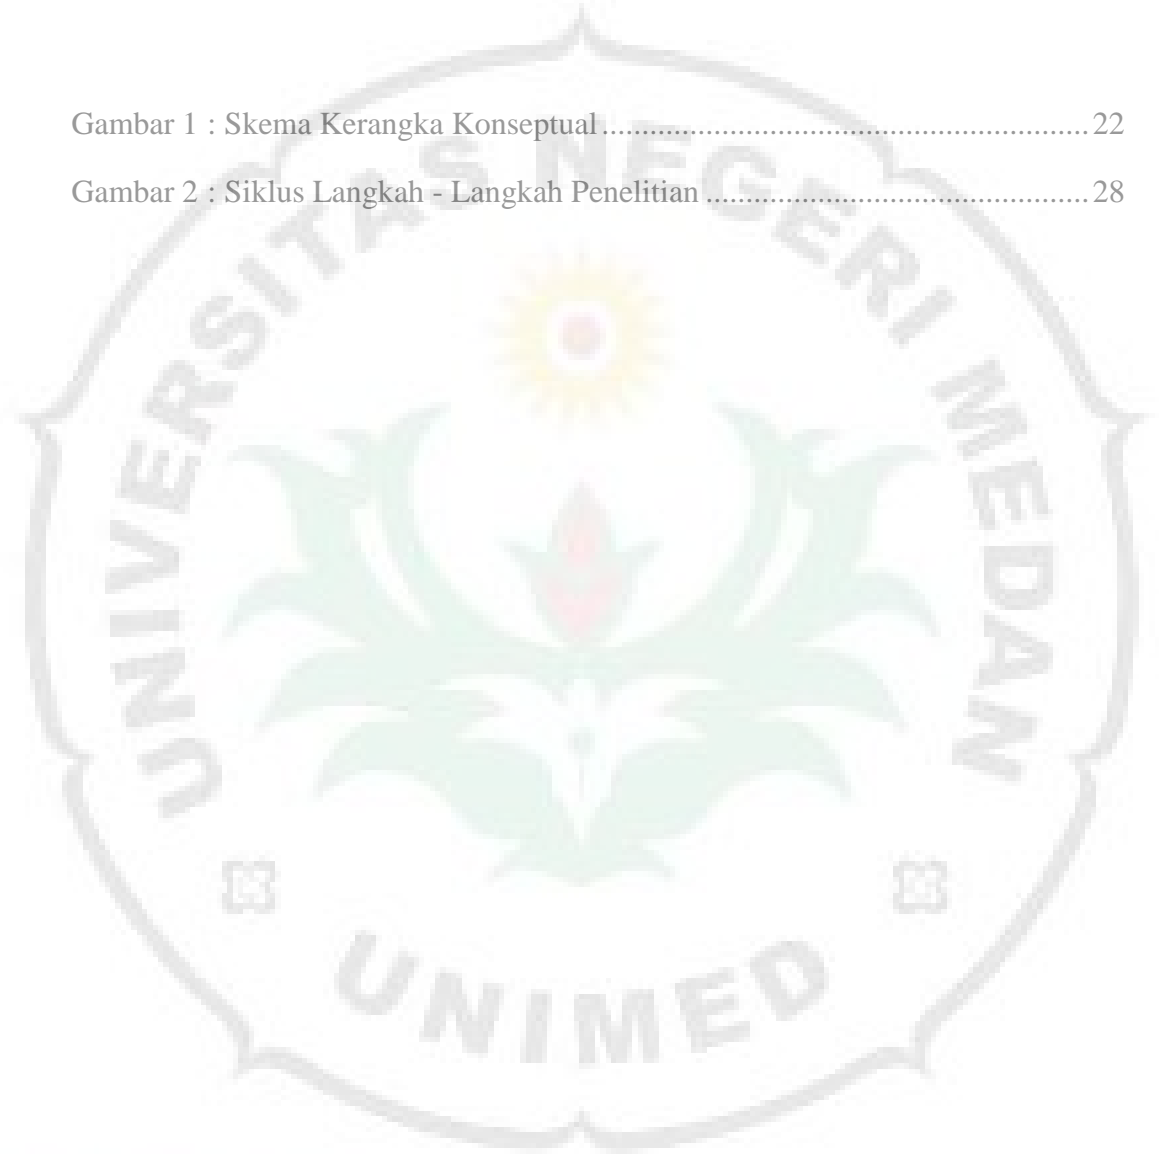 Gambar 1 : Skema Kerangka Konseptual............................................................ 22
Gambar 2 : Siklus Langkah - Langkah Penelitian ............................................... 28
UNIVERSITAS NEGERI MEDAN
UNIMED